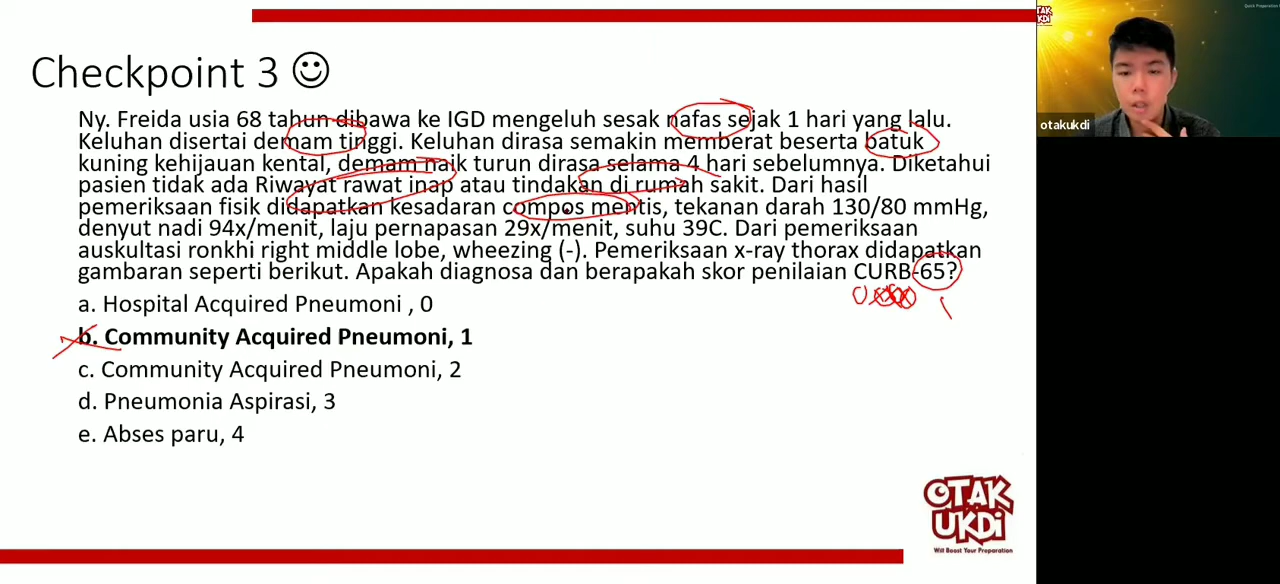 Checkpoint 3
Ny. Freida usia 68 tahun dibawa ke IGD mengeluh sesak nafas sejak 1 hari yang lalu.
Keluhan disertai demam tinggi. Keluhan dirasa semakin memberat beserta batuk
kuning kehijauan kental, demam naik turun dirasa selama 4 hari sebelumnya. Diketahui
pasien tidak ada Riwayat rawat inap atau tindakan di rumah sakit. Dari hasil
pemeriksaan fisik didapatkan kesadaran compos mentis, tekanan darah 130/80 mmHg,
denyut nadi 94x/menit, laju pernapasan 29x/menit, suhu 39C. Dari pemeriksaan
auskultasi ronkhi right middle lobe, wheezing (-). Pemeriksaan x-ray thorax didapatkan
gambaran seperti berikut. Apakah diagnosa dan berapakah skor penilaian CURB-65?
a. Hospital Acquired Pneumoni , 0
b. Community Acquired Pneumoni, 1
c. Community Acquired Pneumoni, 2
d. Pneumonia Aspirasi, 3
e. Abses paru, 4
OTAK
UKDi
Will Boost Your Preparation
OTAK
UKDi
otakukdi